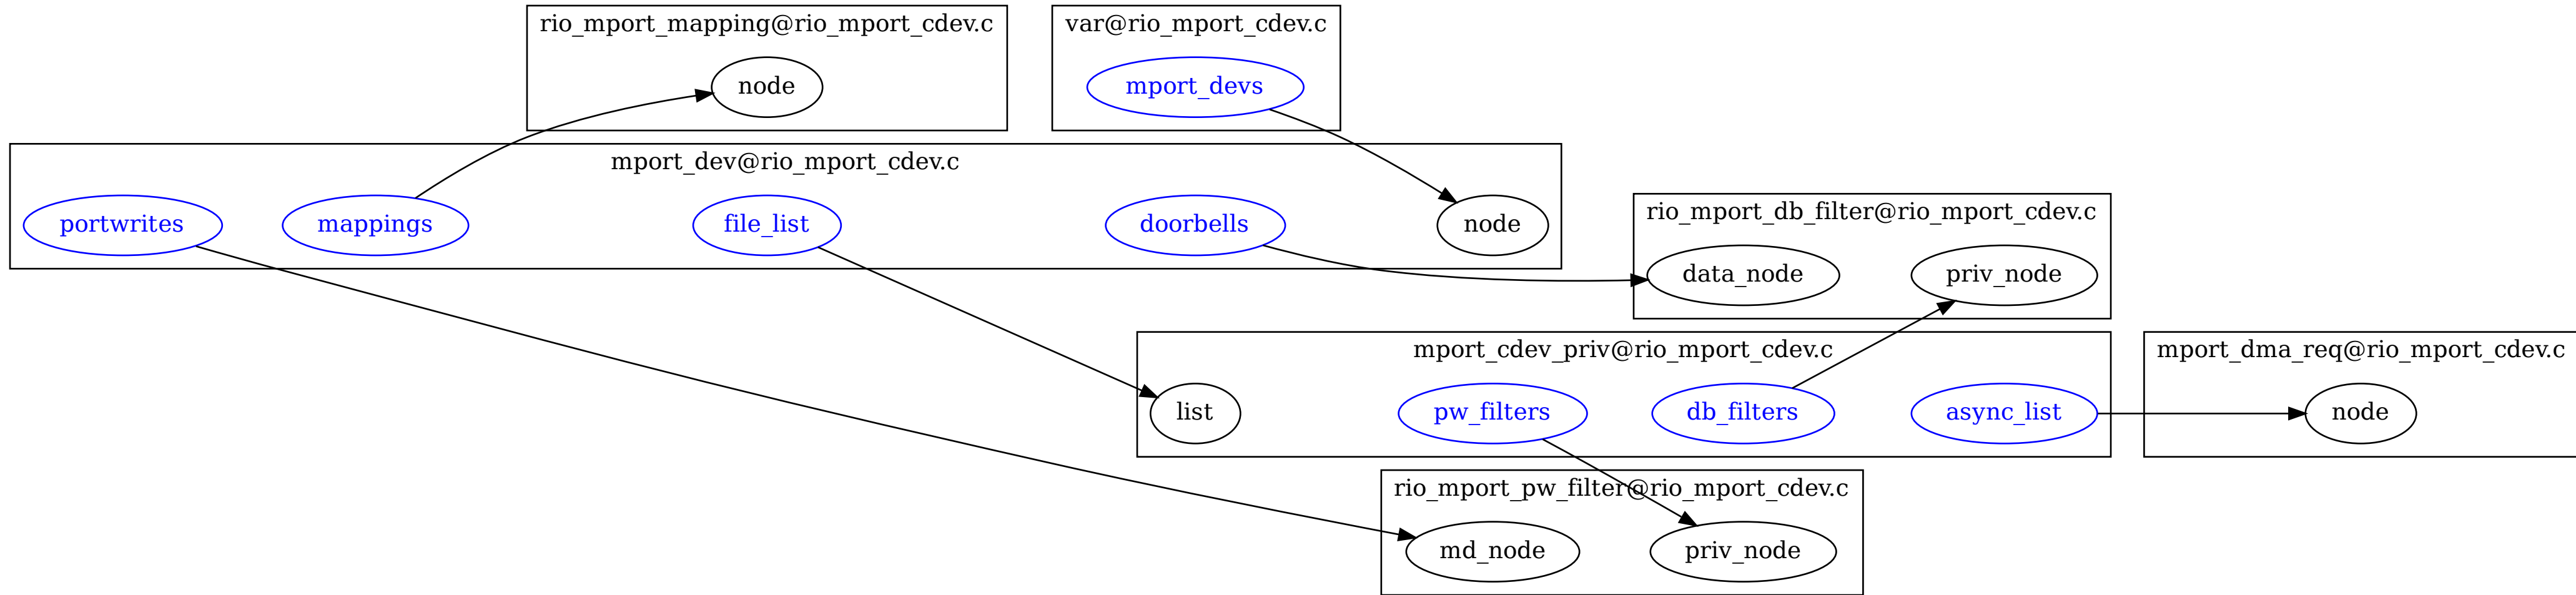 rio_mport_mapping@rio_mport_cdev.c
var@rio_mport_cdev.c
node
mport_devs
mport_dev@rio_mport_cdev.c
portwrites
mappings
file_list
doorbells
node
rio_mport_db_filter@rio_mport_cdev.c
data_node
priv_node
mport_cdev_priv@rio_mport_cdev.c
mport_dma_req@rio_mport_cdev.c
list
pw_filters
db_filters
async_list
node
rio_mport_pw_filter@rio_mport_cdev.c
md_node
priv_node